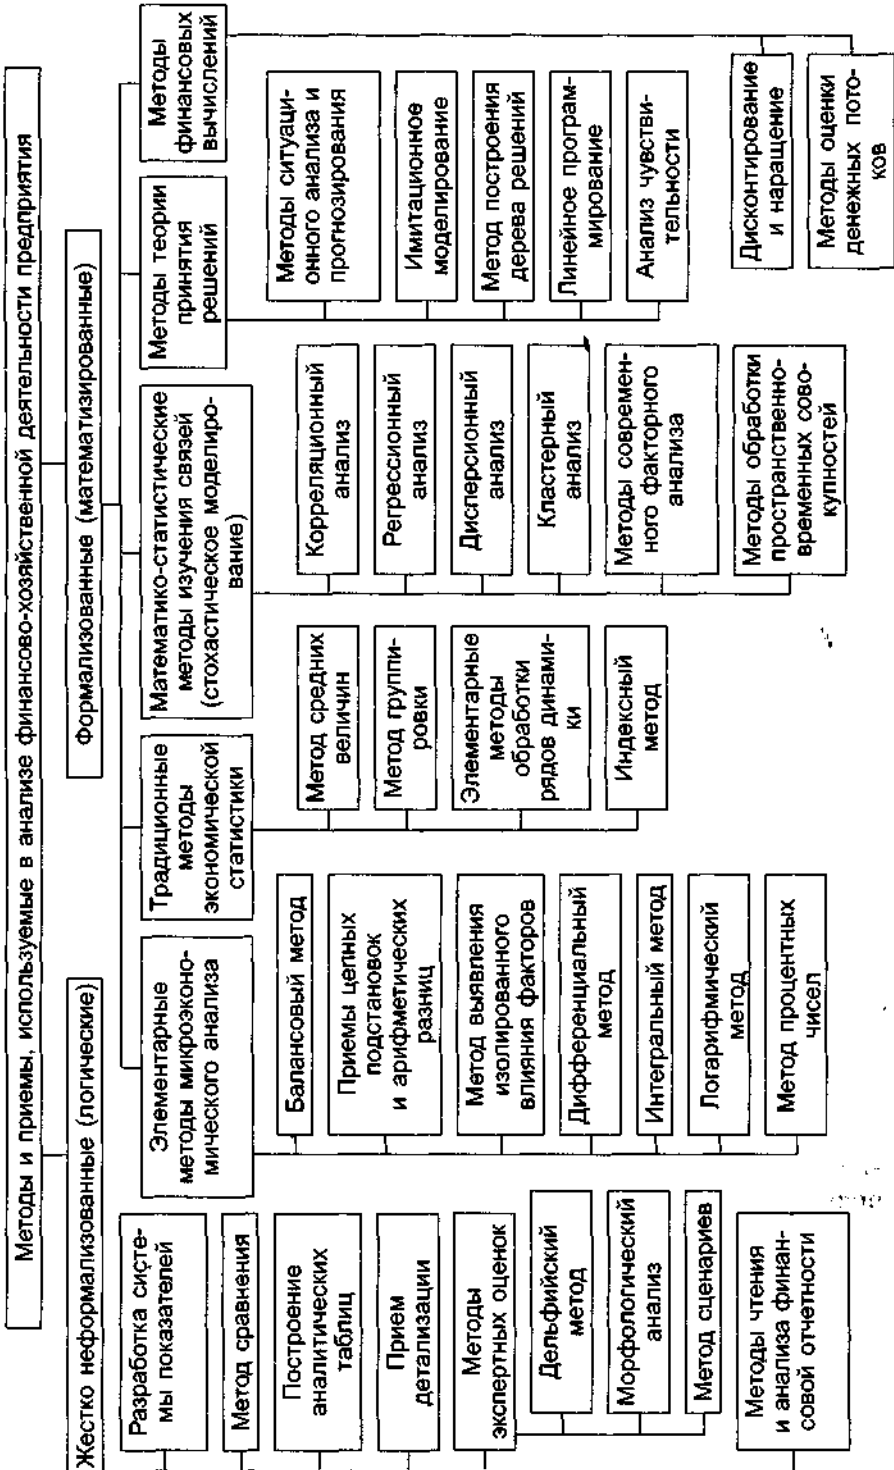 Методы и приемы, используемые в анализе финансово-хозяйственной деятельности предприятия
Жестко неформализованные (логические)
Формализованные (математизированные)
Разработка систе-
мы показателей
Метод сравнения
Построение
аналитических
таблиц
Прием
детализации
Методы
экспертных оценок
Дельфийский
метод
Морфологический
анализ
Метод сценариев
Методы чтения
и анализа финан-
совой отчетности
Элементарные
методы микроэконо-
мического анализа
Балансовый метод
Приемы цепных
подстановок
и арифметических
разниц
Метод выявления
изолированного
влияния факторов
Дифференциальный
метод
Интегральный метод
Логарифмический
метод
Метод процентных
чисел
Традиционные
методы
экономической
статистики
Метод средних
величин
Метод группи-
ровки
Элементарные
методы
обработки
рядов динами-
ки
Индексный
метод
Математико-статистические
методы изучения связей
(стохастическое моделиро-
вание)
Корреляционный
анализ
Регрессионный
анализ
Дисперсионный
анализ
Кластерный
анализ
Методы современ-
ного факторного
анализа
Методы обработки
пространственно-
временных сово-
купностей
Методы теории
принятия
решений
Методы ситуаци-
онного анализа и
прогнозирования
Имитационное
моделирование
Метод построения
дерева решений
Линейное програм-
мирование
Анализ чувстви-
тельности
Методы
финансовых
вычислений
Дисконтирование
и наращение
Методы оценки
денежных пото-
ков